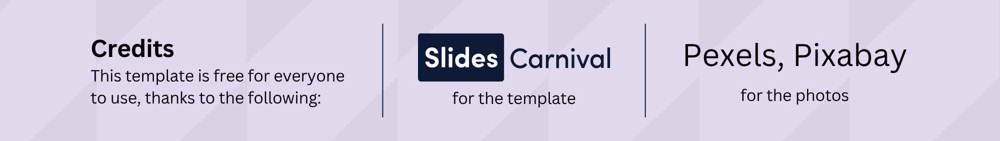 Credits
This template is free for everyone
to use, thanks to the following:
Slides Carnival
for the template
Pexels, Pixabay
for the photos